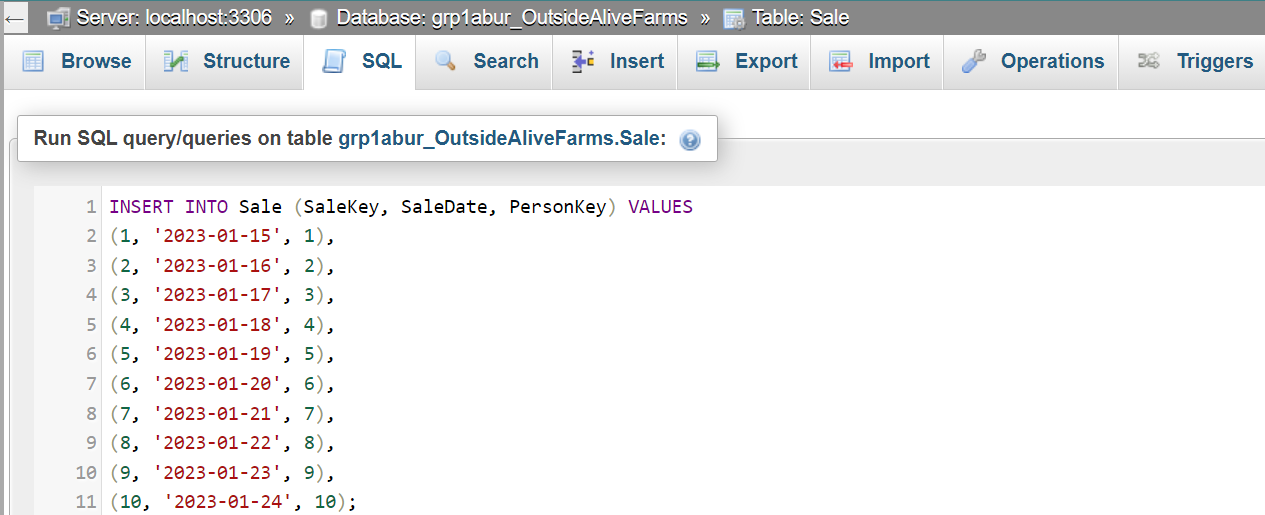 ← Server: localhost:3306 » Database: grp1abur_OutsideAliveFarms » Table: Sale
Browse Structure SQL Search Insert Export Import Operations Triggers
Run SQL query/queries on table grp1abur_OutsideAliveFarms.Sale:
1 INSERT INTO Sale (SaleKey, SaleDate, PersonKey) VALUES
2 (1, '2023-01-15', 1),
3 (2, '2023-01-16', 2),
4 (3, '2023-01-17', 3),
5 (4, '2023-01-18', 4),
6 (5, '2023-01-19', 5),
7 (6, '2023-01-20', 6),
8 (7, '2023-01-21', 7),
9 (8, '2023-01-22', 8),
10 (9, '2023-01-23', 9),
11 (10, '2023-01-24', 10);